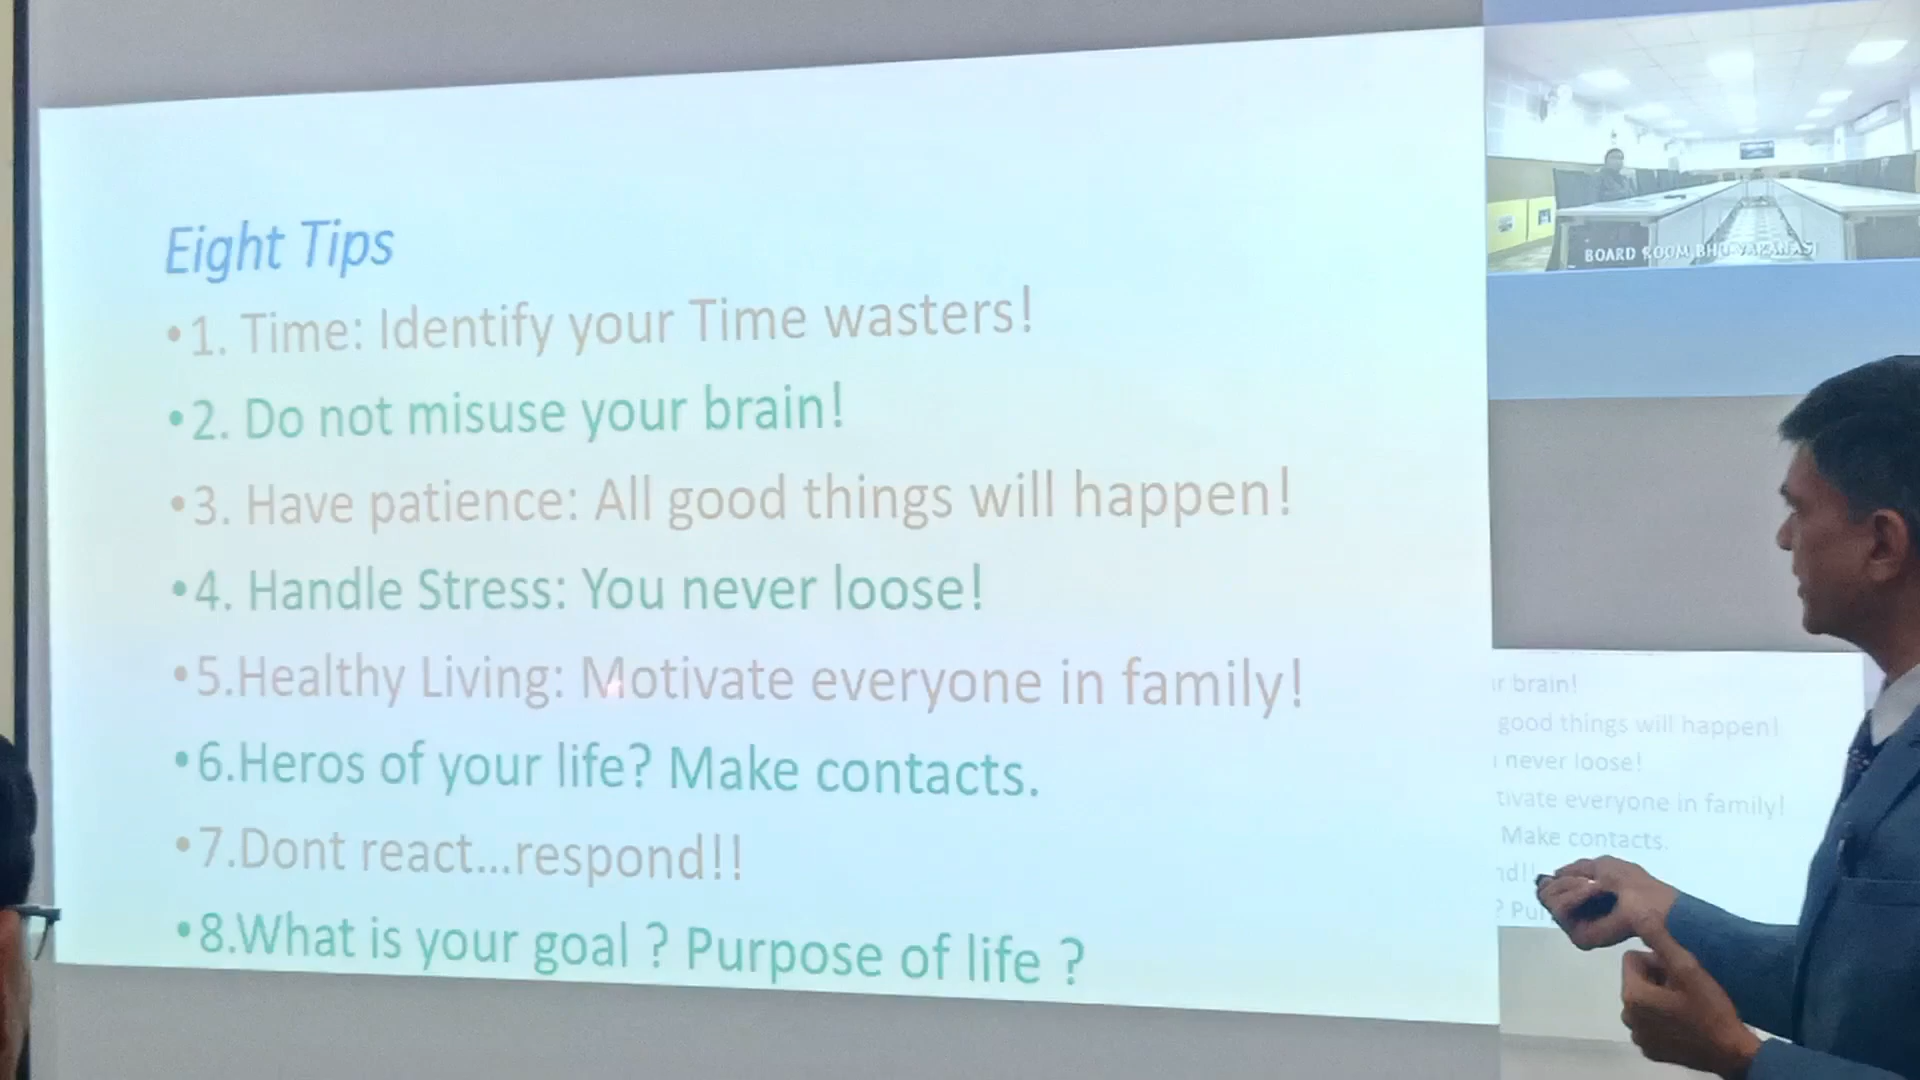 Eight Tips
•1. Time: Identify your Time wasters!
•2. Do not misuse your brain!
•3. Have patience: All good things will happen!
•4. Handle Stress: You never loose!
•5.Healthy Living: Motivate everyone in family!
•6.Heros of your life? Make contacts.
•7.Dont react...respond!!
•8.What is your goal ? Purpose of life ?
BOARD ROOM BHU VARANASI
brain!
good things will happen!
never loose!
tivate everyone in family!
Make contacts.
nd!!
?